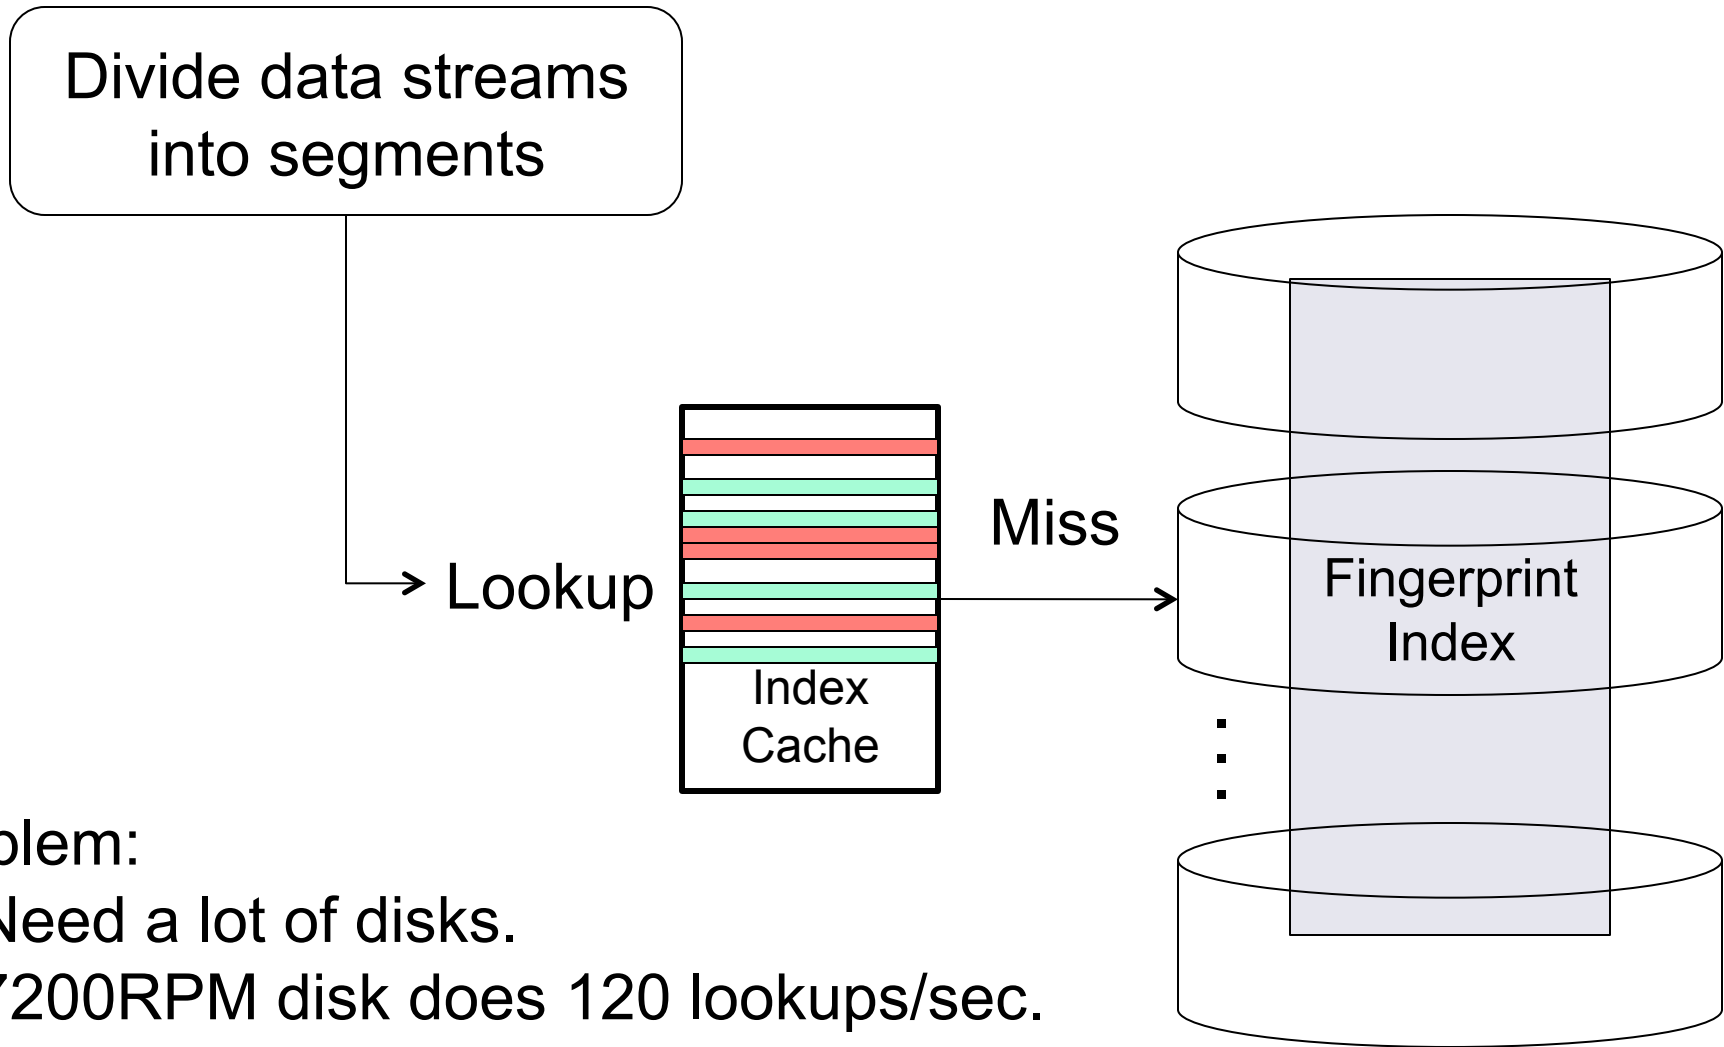 Divide data streams
into segments
Lookup
Miss
Index
Cache
Fingerprint
Index
blem:
Need a lot of disks.
7200RPM disk does 120 lookups/sec.